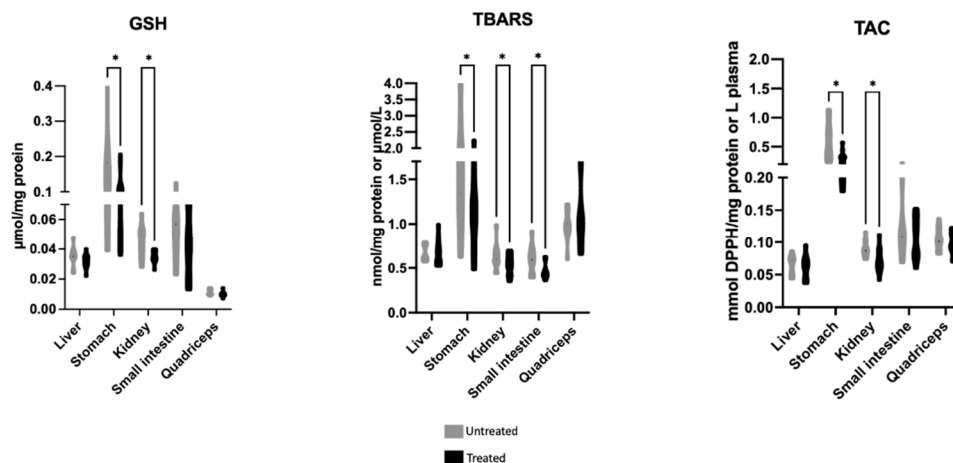 GSH
TBARS
TAC
µmol/mg proein
0.4
0.3
0.2
0.1
0.06
0.04
0.02
0.00
*
*
Liver
Stomach
Kidney
Small intestine
Quadriceps
nmol/mg protein or µmol/L
4.0
3.5
3.0
2.5
2.0
1.5
1.0
0.5
0.0
*
*
*
Liver
Stomach
Kidney
Small intestine
Quadriceps
mmol DPPH/mg protein or L plasma
2.0
1.5
1.0
0.5
0.20
0.15
0.10
0.05
0.00
*
*
Liver
Stomach
Kidney
Small intestine
Quadriceps
Untreated
Treated